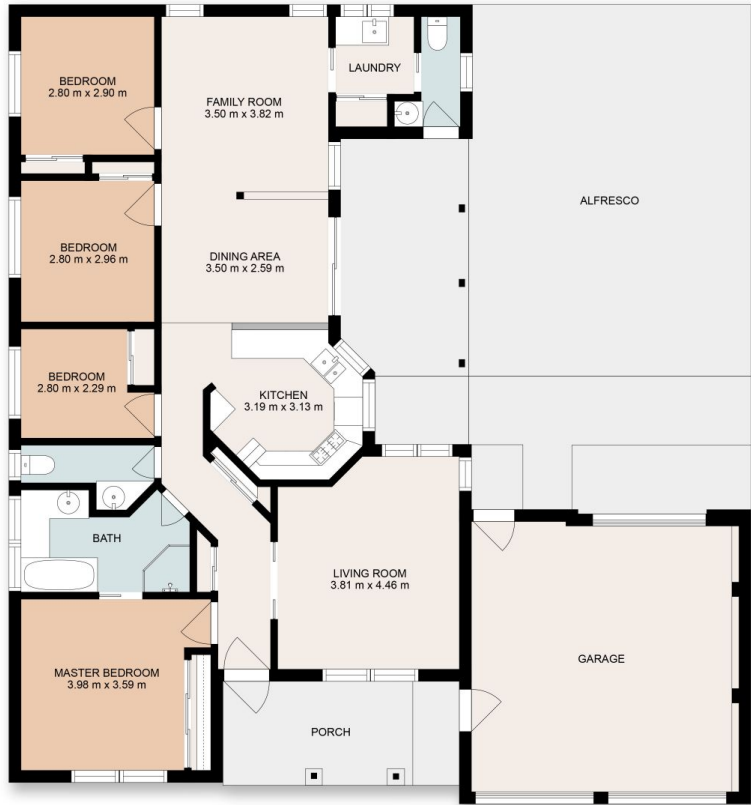 BEDROOM
2.80 m x 2.90 m
FAMILY ROOM
3.50 m x 3.82 m
LAUNDRY
ALFRESCO
BEDROOM
2.80 m x 2.96 m
DINING AREA
3.50 m x 2.59 m
BEDROOM
2.80 m x 2.29 m
KITCHEN
3.19 m x 3.13 m
BATH
LIVING ROOM
3.81 m x 4.46 m
GARAGE
MASTER BEDROOM
3.98 m x 3.59 m
PORCH